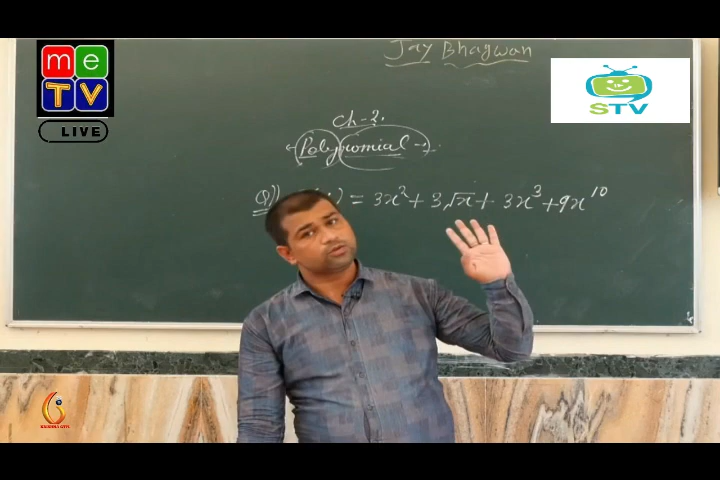 me
TV
LIVE
Jay Bhagwan
STV
Ch-2.
Polynomial
Q1) ) = 3x² + 3√x + 3x³ + 9x¹⁰